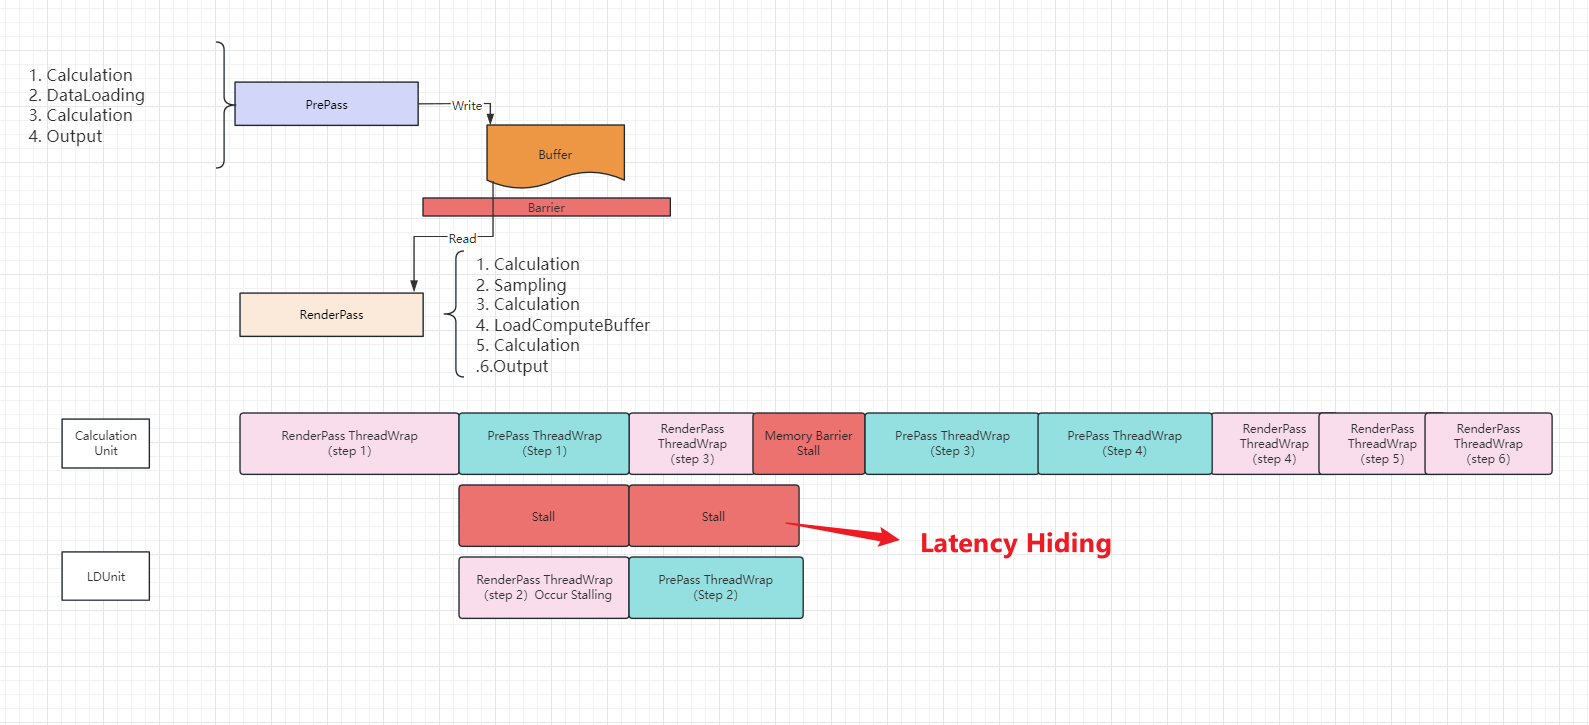 1. Calculation
2. DataLoading
3. Calculation
4. Output
PrePass
Write
Buffer
Barrier
Read
RenderPass
1. Calculation
2. Sampling
3. Calculation
4. LoadComputeBuffer
5. Calculation
.6.Output
Calculation
Unit
RenderPass ThreadWrap
(step 1)
PrePass ThreadWrap
(Step 1)
RenderPass
ThreadWrap
(step 3)
Memory Barrier
Stall
PrePass ThreadWrap
(Step 3)
PrePass ThreadWrap
(Step 4)
RenderPass
ThreadWrap
(step 4)
RenderPass
ThreadWrap
(step 5)
RenderPass
ThreadWrap
(step 6)
Stall
Stall
Latency Hiding
LDUnit
RenderPass ThreadWrap
(step 2) Occur Stalling
PrePass ThreadWrap
(Step 2)